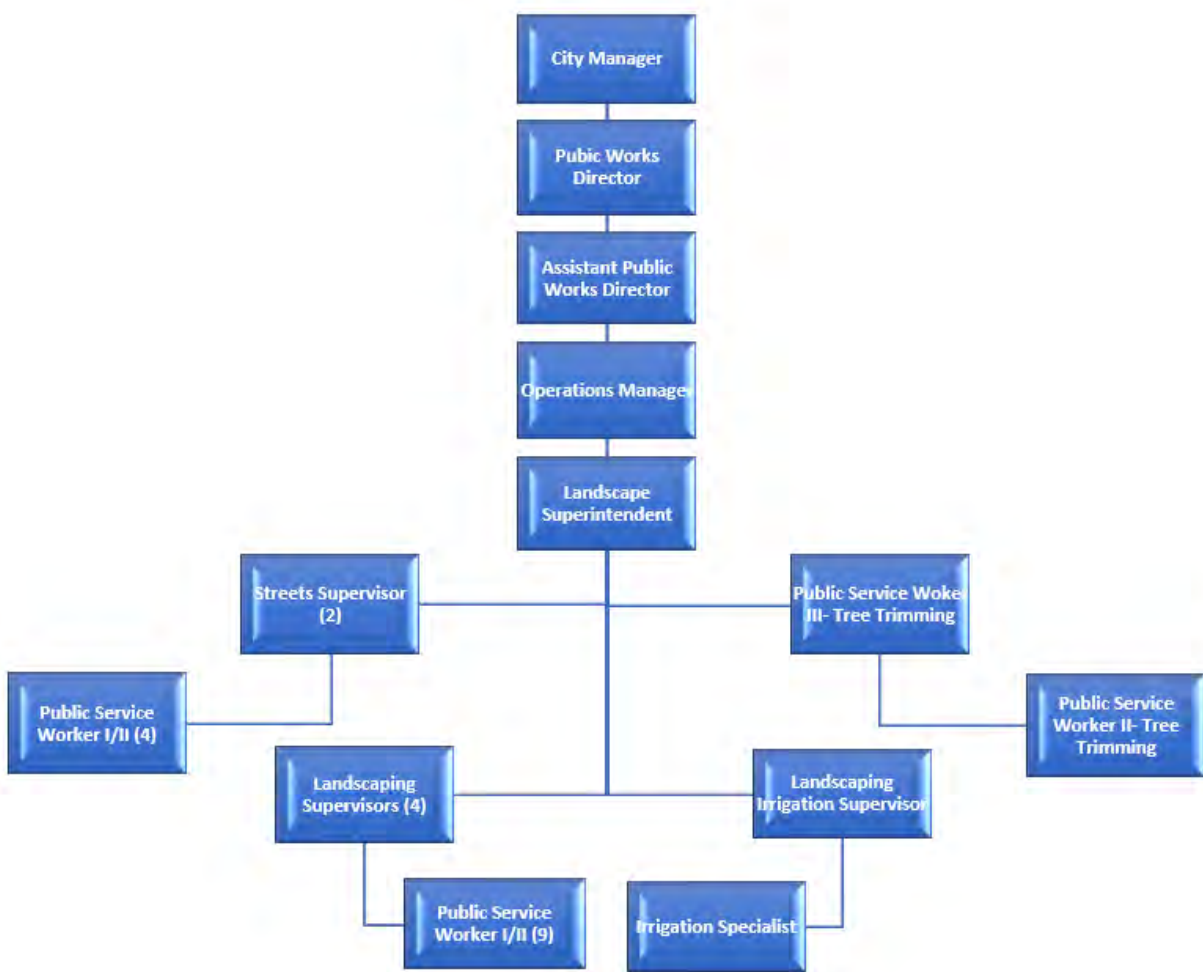 City Manager
Pubic Works
Director
Assistant Public
Works Director
Operations Manager
Landscape
Superintendent
Streets Supervisor
(2)
Public Service Woker
III- Tree Trimming
Public Service
Worker I/II (4)
Public Service
Worker II- Tree
Trimming
Landscaping
Supervisors (4)
Landscaping
Irrigation Supervisor
Public Service
Worker I/II (9)
Irrigation Specialist